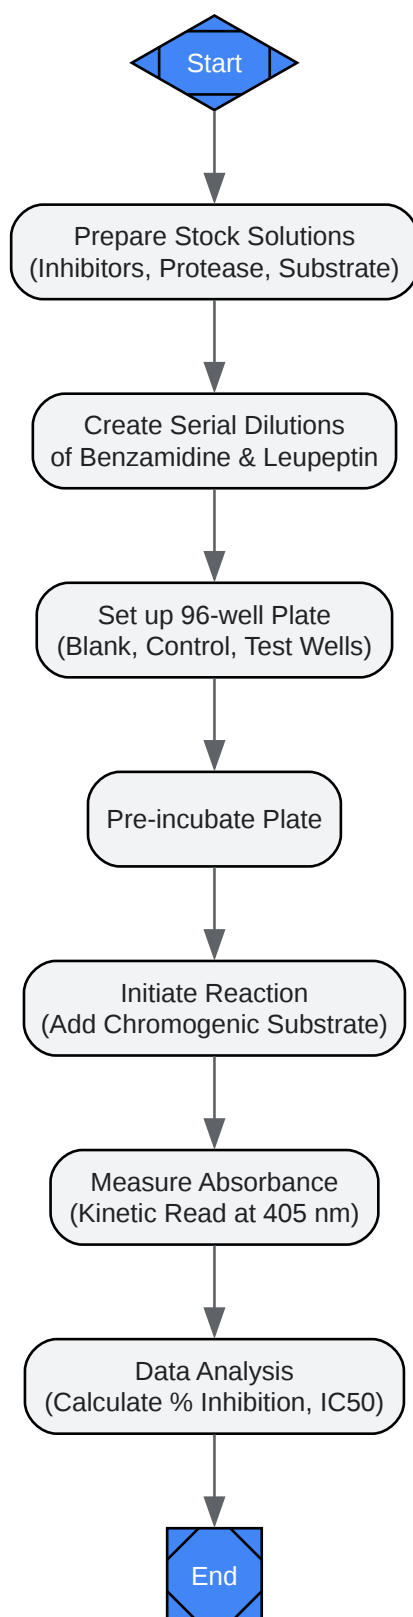 Start
Prepare Stock Solutions
(Inhibitors, Protease, Substrate)
Create Serial Dilutions
of Benzamidine & Leupeptin
Set up 96-well Plate
(Blank, Control, Test Wells)
Pre-incubate Plate
Initiate Reaction
(Add Chromogenic Substrate)
Measure Absorbance
(Kinetic Read at 405 nm)
Data Analysis
(Calculate % Inhibition, IC50)
End